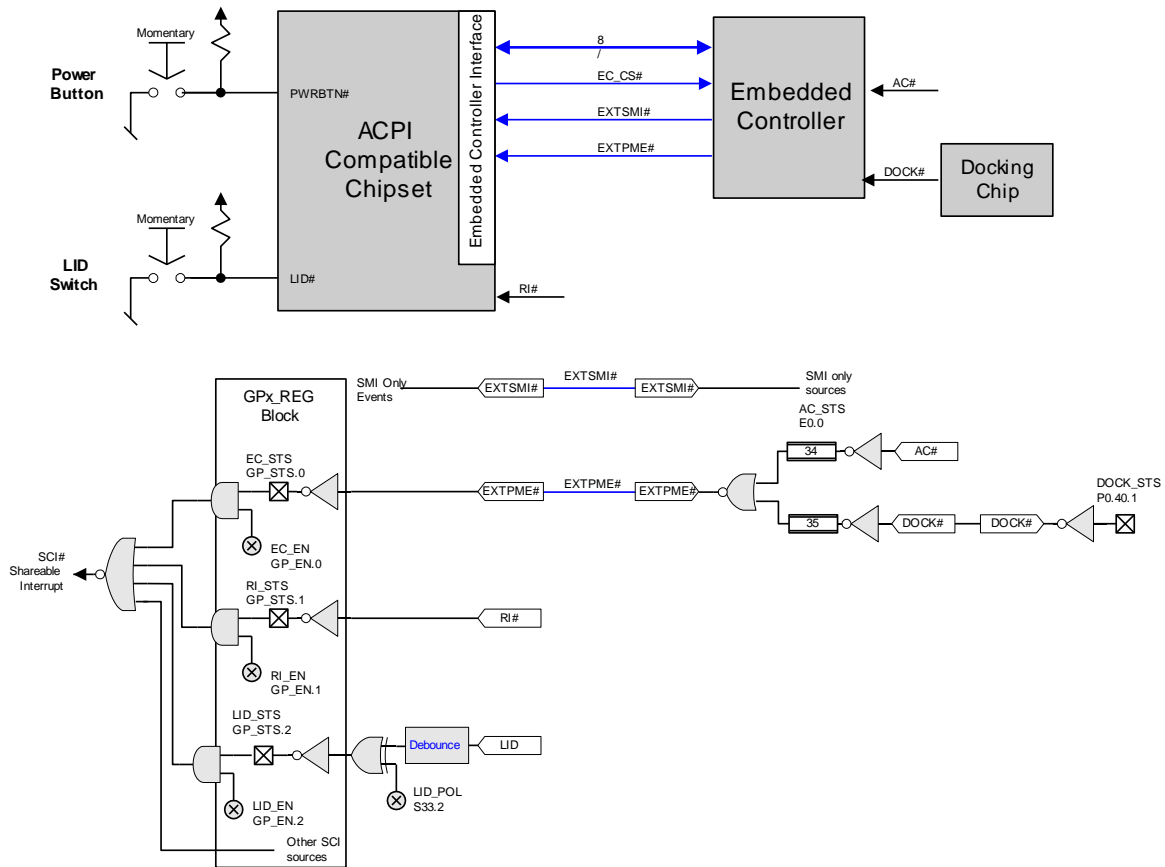 Momentary
Power
Button
PWRBTN#
ACPI
Compatible
Chipset
Embedded Controller Interface
8
/
EC_CS#
EXTSMI#
EXTPME#
Embedded
Controller
AC#
DOCK#
Docking
Chip
Momentary
LID
Switch
LID#
RI#
GPx_REG
Block
SMI Only
Events
EXTSMI#
EXTSMI#
EXTSMI#
SMI only
sources
AC_STS
E0.0
34
AC#
EC_STS
GP_STS.0
EXTPME#
EXTPME#
EXTPME#
DOCK_STS
P0.40.1
35
DOCK#
DOCK#
EC_EN
GP_EN.0
SCI#
Shareable
Interrupt
RI_STS
GP_STS.1
RI#
RI_EN
GP_EN.1
LID_STS
GP_STS.2
Debounce
LID
LID_POL
S33.2
LID_EN
GP_EN.2
Other SCI
sources